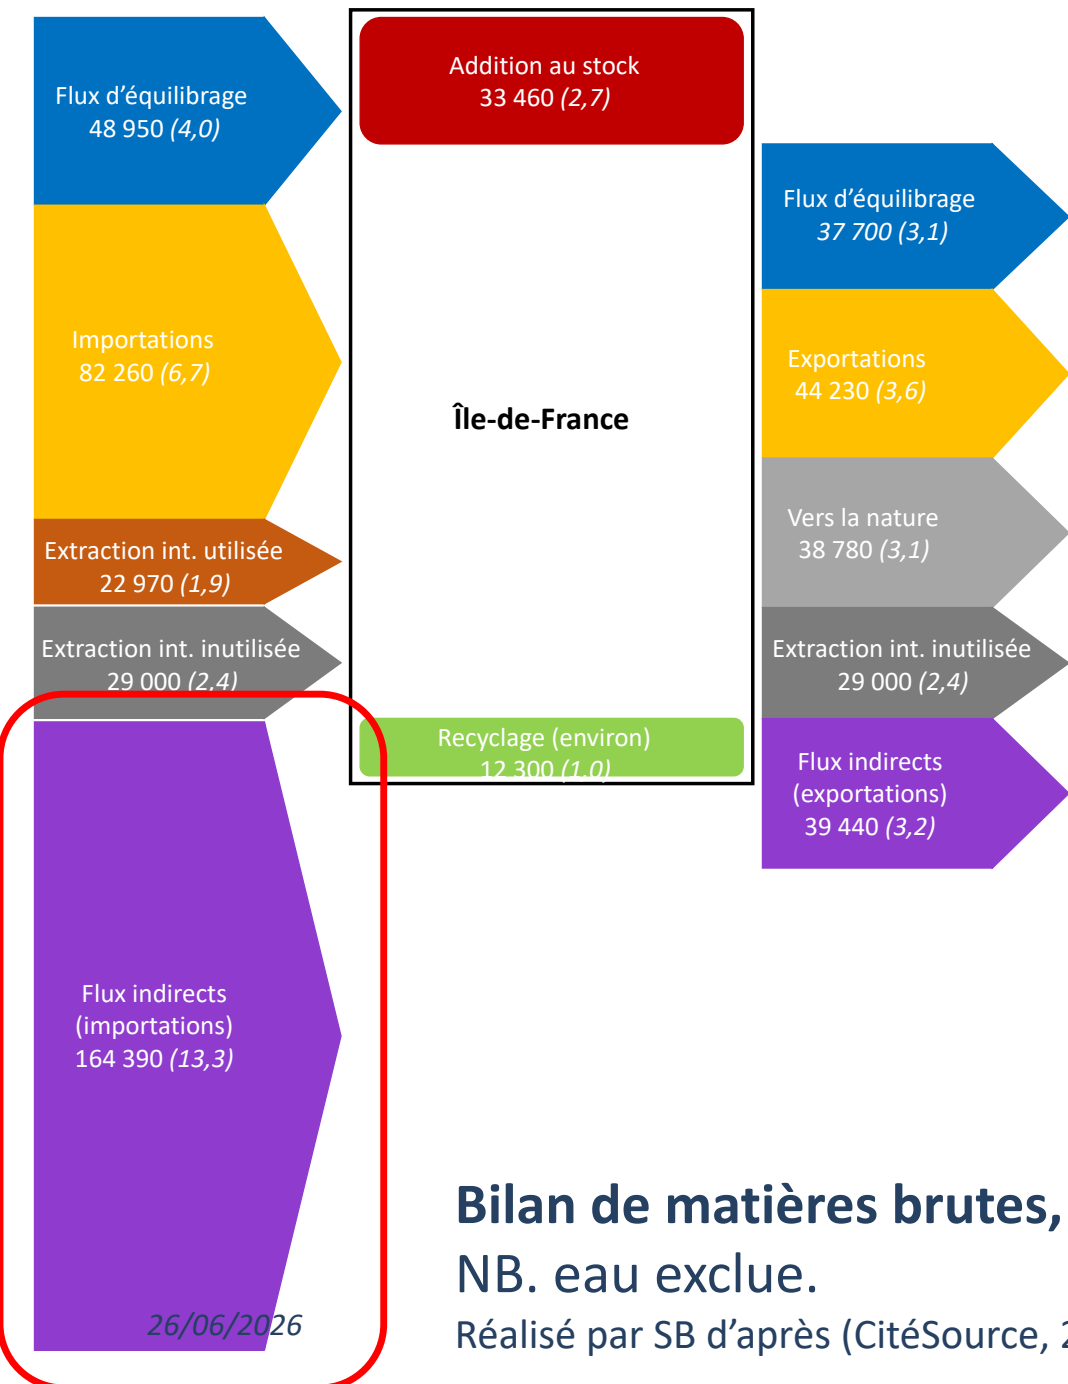 Flux d'équilibrage
48 950 (4,0)
Importations
82 260 (6,7)
Extraction int. utilisée
22 970 (1,9)
Extraction int. inutilisée
29 000 (2,4)
Flux indirects
(importations)
164 390 (13,3)
26/06/2026
Addition au stock
33 460 (2,7)
Île-de-France
Recyclage (environ)
12 300 (1,0)
Flux d'équilibrage
37 700 (3,1)
Exportations
44 230 (3,6)
Vers la nature
38 780 (3,1)
Extraction int. inutilisée
29 000 (2,4)
Flux indirects
(exportations)
39 440 (3,2)
Bilan de matières brutes,
NB. eau exclue.
Réalisé par SB d'après (CitéSource,